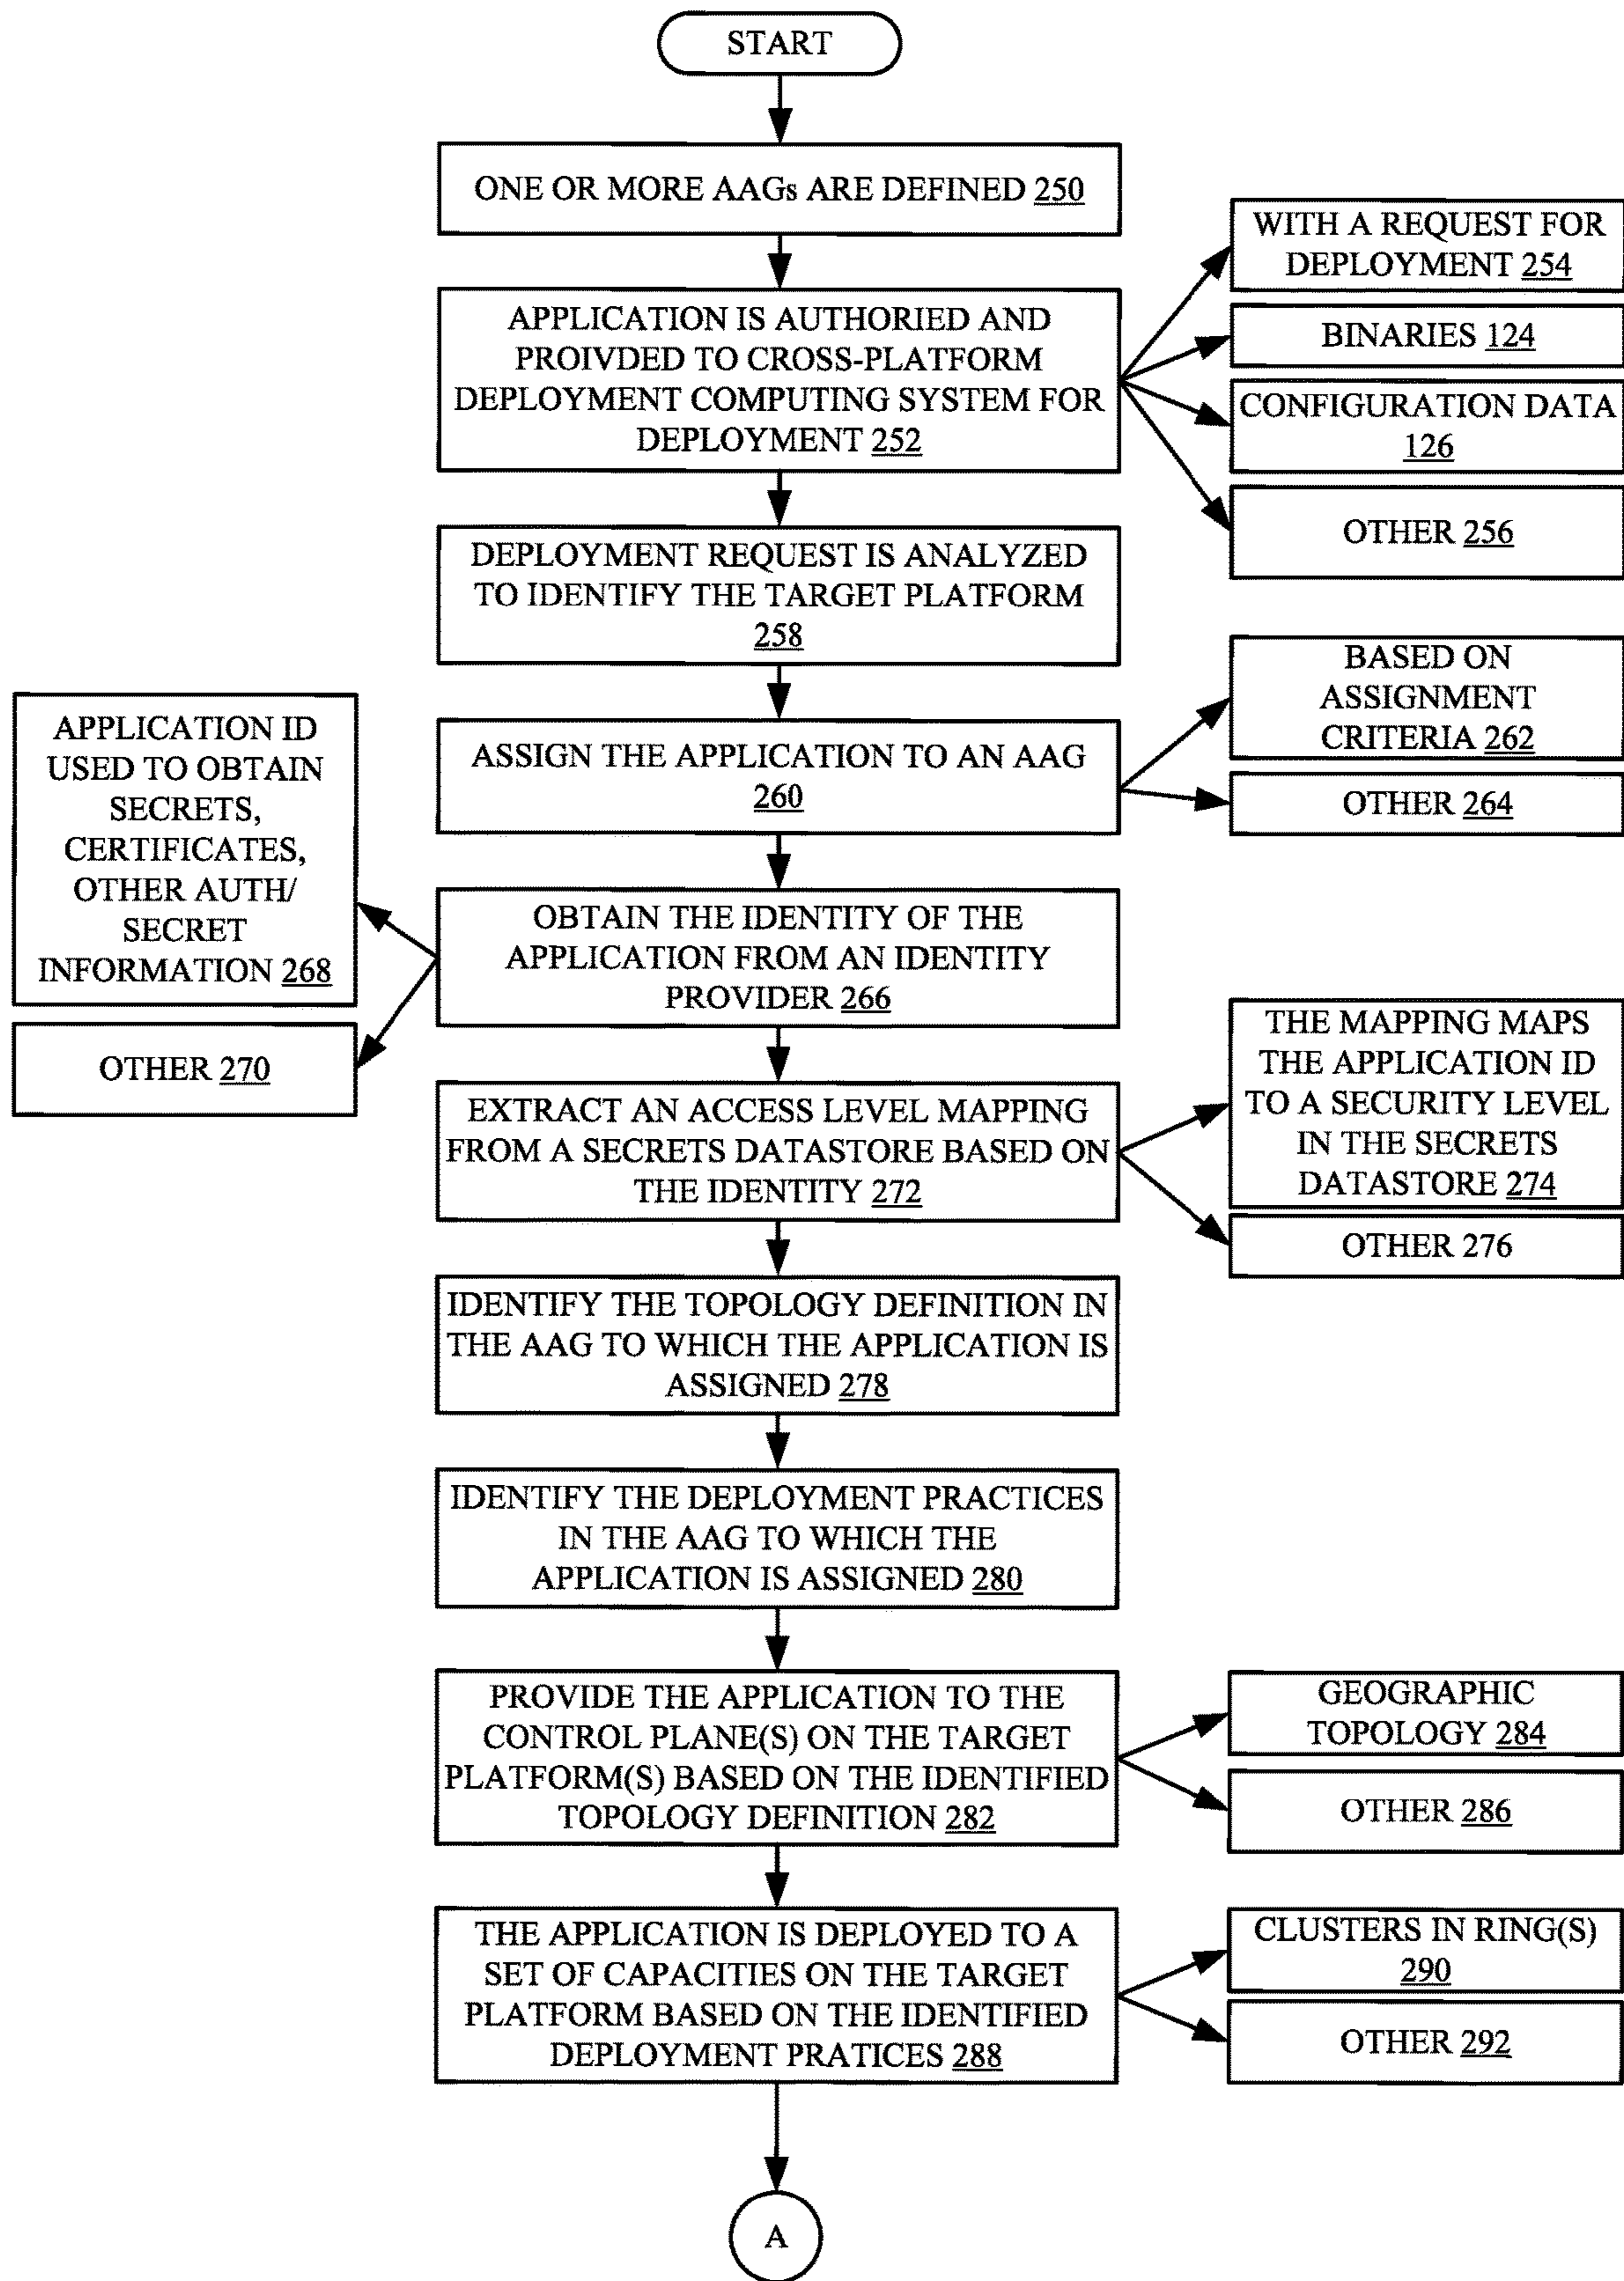 START
ONE OR MORE AAGs ARE DEFINED 250
APPLICATION IS AUTHORIED AND
PROIVDED TO CROSS-PLATFORM
DEPLOYMENT COMPUTING SYSTEM FOR
DEPLOYMENT 252
WITH A REQUEST FOR
DEPLOYMENT 254
BINARIES 124
CONFIGURATION DATA
126
OTHER 256
DEPLOYMENT REQUEST IS ANALYZED
TO IDENTIFY THE TARGET PLATFORM
258
ASSIGN THE APPLICATION TO AN AAG
260
BASED ON
ASSIGNMENT
CRITERIA 262
OTHER 264
OBTAIN THE IDENTITY OF THE
APPLICATION FROM AN IDENTITY
PROVIDER 266
APPLICATION ID
USED TO OBTAIN
SECRETS,
CERTIFICATES,
OTHER AUTH/
SECRET
INFORMATION 268
OTHER 270
EXTRACT AN ACCESS LEVEL MAPPING
FROM A SECRETS DATASTORE BASED ON
THE IDENTITY 272
THE MAPPING MAPS
THE APPLICATION ID
TO A SECURITY LEVEL
IN THE SECRETS
DATASTORE 274
OTHER 276
IDENTIFY THE TOPOLOGY DEFINITION IN
THE AAG TO WHICH THE APPLICATION IS
ASSIGNED 278
IDENTIFY THE DEPLOYMENT PRACTICES
IN THE AAG TO WHICH THE
APPLICATION IS ASSIGNED 280
PROVIDE THE APPLICATION TO THE
CONTROL PLANE(S) ON THE TARGET
PLATFORM(S) BASED ON THE IDENTIFIED
TOPOLOGY DEFINITION 282
GEOGRAPHIC
TOPOLOGY 284
OTHER 286
THE APPLICATION IS DEPLOYED TO A
SET OF CAPACITIES ON THE TARGET
PLATFORM BASED ON THE IDENTIFIED
DEPLOYMENT PRATICES 288
CLUSTERS IN RING(S)
290
OTHER 292
A